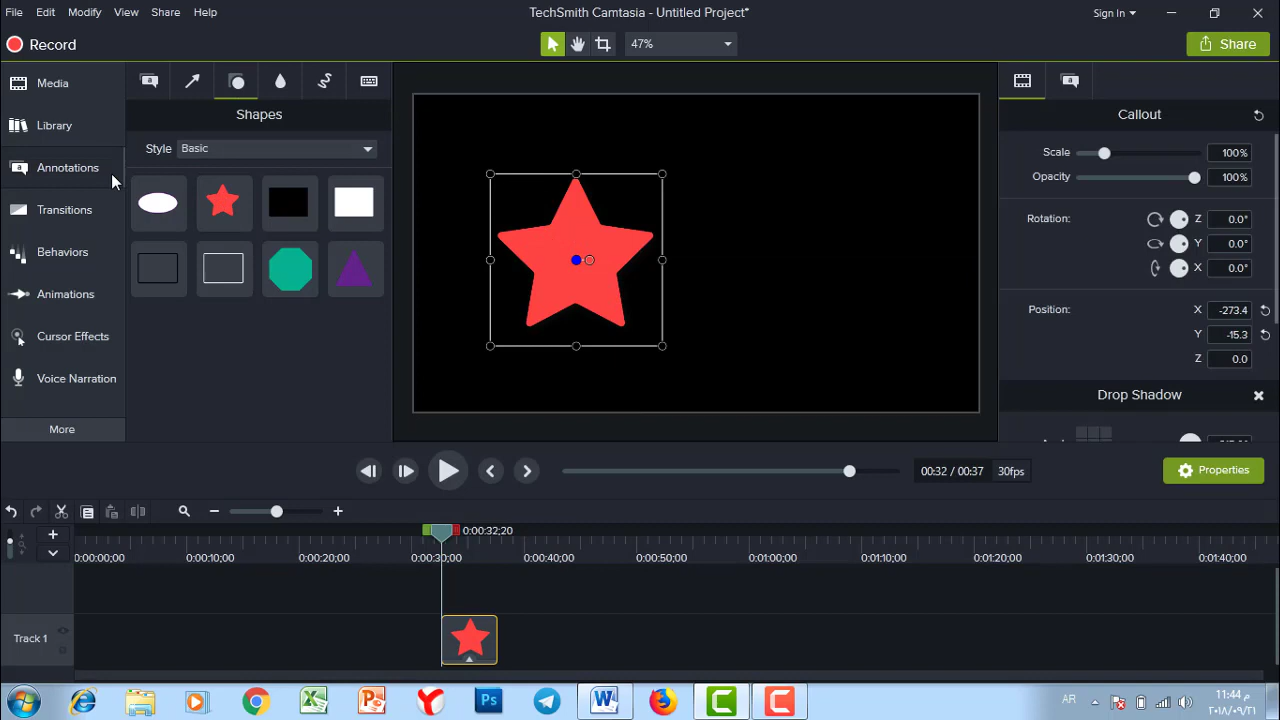 File Edit Modify View Share Help
TechSmith Camtasia - Untitled Project*
Sign In
Record
47%
Share
Media
Library
Annotations
Transitions
Behaviors
Animations
Cursor Effects
Voice Narration
More
Shapes
Style Basic
Callout
Scale 100%
Opacity 100%
Rotation: Z 0.0°
Y 0.0°
X 0.0°
Position: X -273.4
Y -15.3
Z 0.0
Drop Shadow
00:32 / 00:37 30fps
Properties
0:00:32;20
0:00:00;00 0:00:10;00 0:00:20;00 0:00:30;00 0:00:40;00 0:00:50;00 0:01:00;00 0:01:10;00 0:01:20;00 0:01:30;00 0:01:40;00
Track 1
AR
11:44 م
٢٠١٨/٠٩/٢١